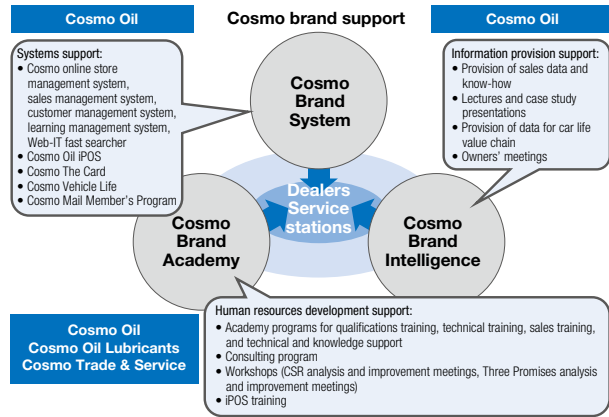 Cosmo Oil
Cosmo brand support
Cosmo Oil
Systems support:
• Cosmo online store
management system,
sales management system,
customer management system,
learning management system,
Web-IT fast searcher
• Cosmo Oil iPOS
• Cosmo The Card
• Cosmo Vehicle Life
• Cosmo Mail Member's Program
Cosmo
Brand
System
Information provision support:
• Provision of sales data and
know-how
• Lectures and case study
presentations
• Provision of data for car life
value chain
• Owners' meetings
Dealers
Service
stations
Cosmo
Brand
Academy
Cosmo
Brand
Intelligence
Cosmo Oil
Cosmo Oil Lubricants
Cosmo Trade & Service
Human resources development support:
• Academy programs for qualifications training, technical training, sales training,
and technical and knowledge support
• Consulting program
• Workshops (CSR analysis and improvement meetings, Three Promises analysis
and improvement meetings)
• iPOS training